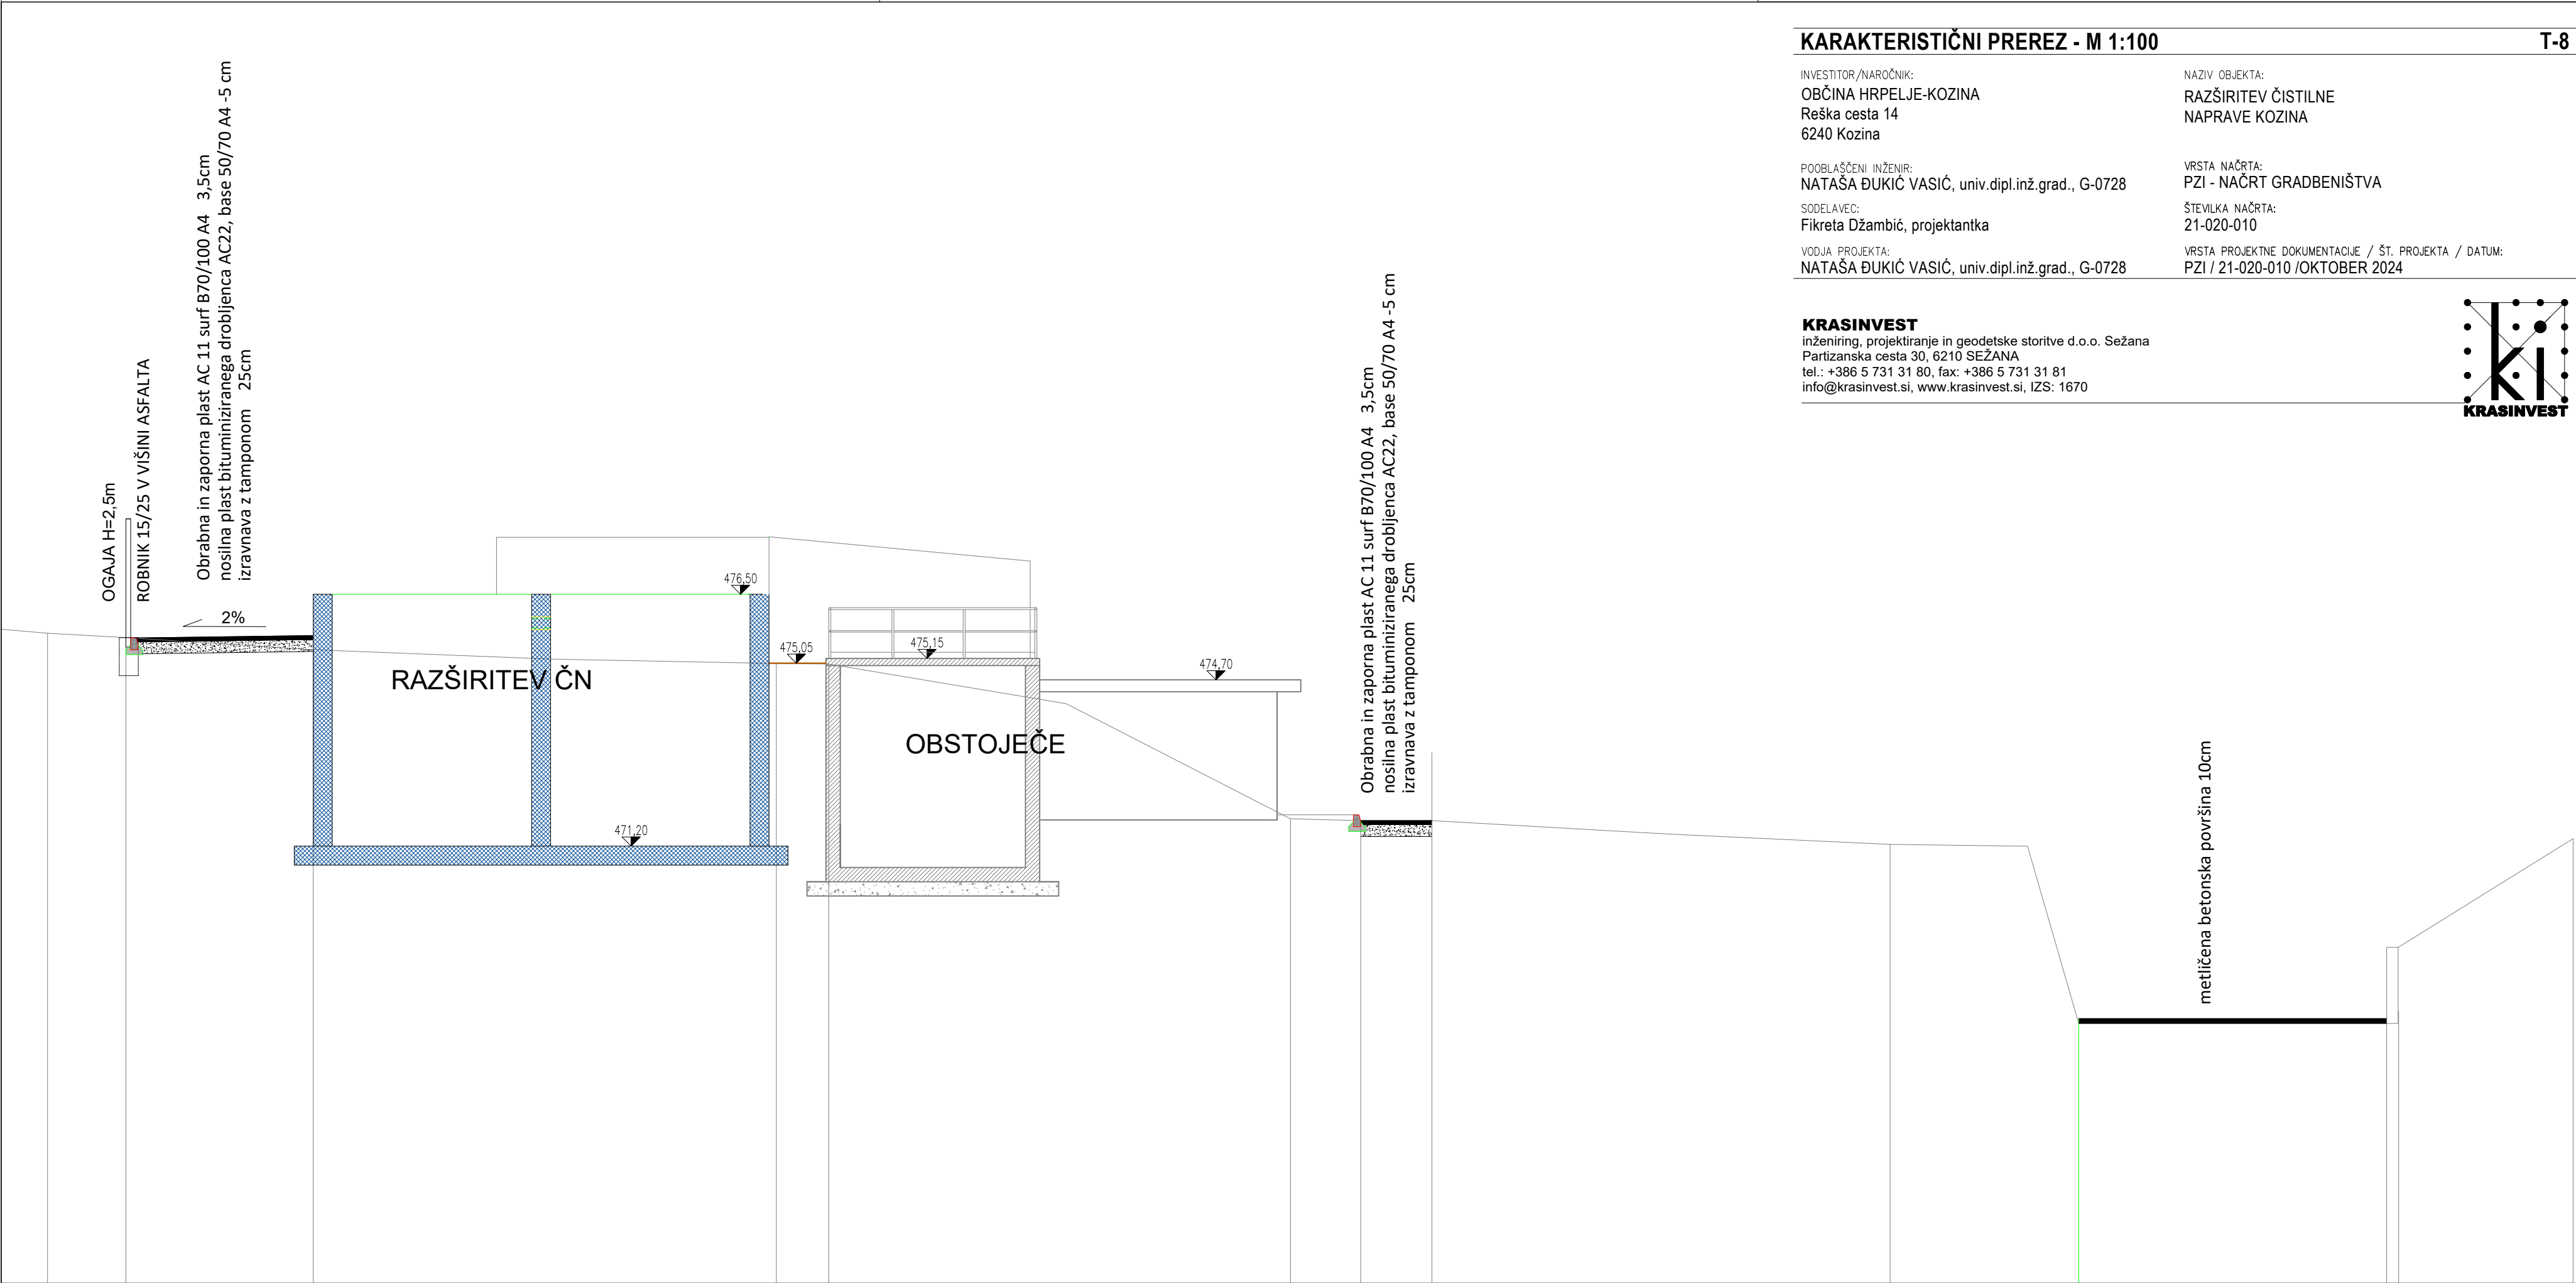 KARAKTERISTIČNI PREREZ - M 1:100
T-8
INVESTITOR/NAROČNIK:
OBČINA HRPELJE-KOZINA
Reška cesta 14
6240 Kozina
NAZIV OBJEKTA:
RAZŠIRITEV ČISTILNE
NAPRAVE KOZINA
POOBLAŠČENI INŽENIR:
NATAŠA ĐUKIĆ VASIĆ, univ.dipl.inž.grad., G-0728
VRSTA NAČRTA:
PZI - NAČRT GRADBENIŠTVA
SODELAVEC:
Fikreta Džambić, projektantka
ŠTEVILKA NAČRTA:
21-020-010
VODJA PROJEKTA:
NATAŠA ĐUKIĆ VASIĆ, univ.dipl.inž.grad., G-0728
VRSTA PROJEKTNE DOKUMENTACIJE / ŠT. PROJEKTA / DATUM:
PZI / 21-020-010 /OKTOBER 2024
KRASINVEST
inženiring, projektiranje in geodetske storitve d.o.o. Sežana
Partizanska cesta 30, 6210 SEŽANA
tel.: +386 5 731 31 80, fax: +386 5 731 31 81
info@krasinvest.si, www.krasinvest.si, IZS: 1670
ki
KRASINVEST
OGAJA H=2,5m
ROBNIK 15/25 V VIŠINI ASFALTA
Obrabna in zaporna plast AC 11 surf B70/100 A4 3,5cm
nosilna plast bituminiziranega drobljenca AC22, base 50/70 A4 -5 cm
izravnava z tamponom 25cm
2%
476,50
475,05
475,15
474,70
471,20
RAZŠIRITEV ČN
OBSTOJEČE
Obrabna in zaporna plast AC 11 surf B70/100 A4 3,5cm
nosilna plast bituminiziranega drobljenca AC22, base 50/70 A4 -5 cm
izravnava z tamponom 25cm
metličena betonska površina 10cm